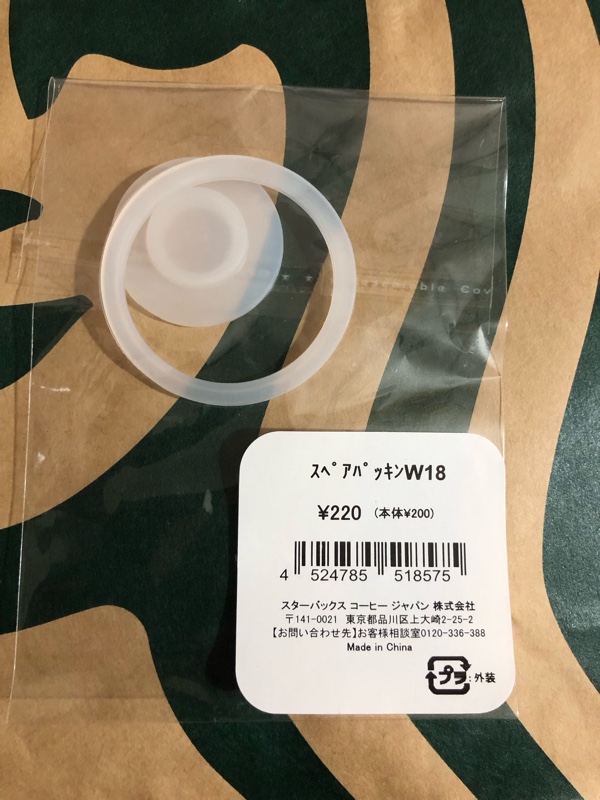 ★ ★
able Cov
ｽﾍﾟｱﾊﾟｯｷﾝW18
¥220 (本体¥200)
4 524785 518575
スターバックス コーヒー ジャパン 株式会社
〒141-0021 東京都品川区上大崎2-25-2
【お問い合わせ先】お客様相談室0120-336-388
Made in China
プラ:外装